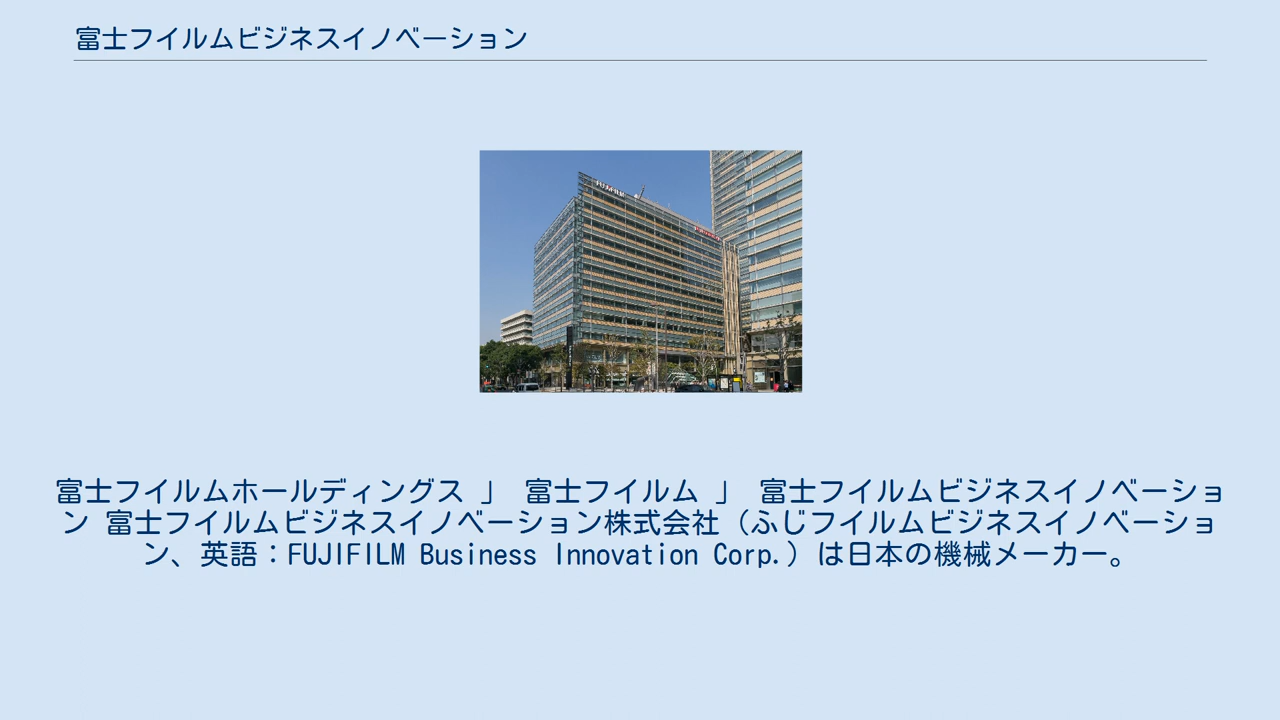 富士フイルムビジネスイノベーション
FUJIFILM
富士フイルムホールディングス 」 富士フイルム 」 富士フイルムビジネスイノベーショ
ン 富士フイルムビジネスイノベーション株式会社（ふじフイルムビジネスイノベーショ
ン、英語：FUJIFILM Business Innovation Corp.）は日本の機械メーカー。